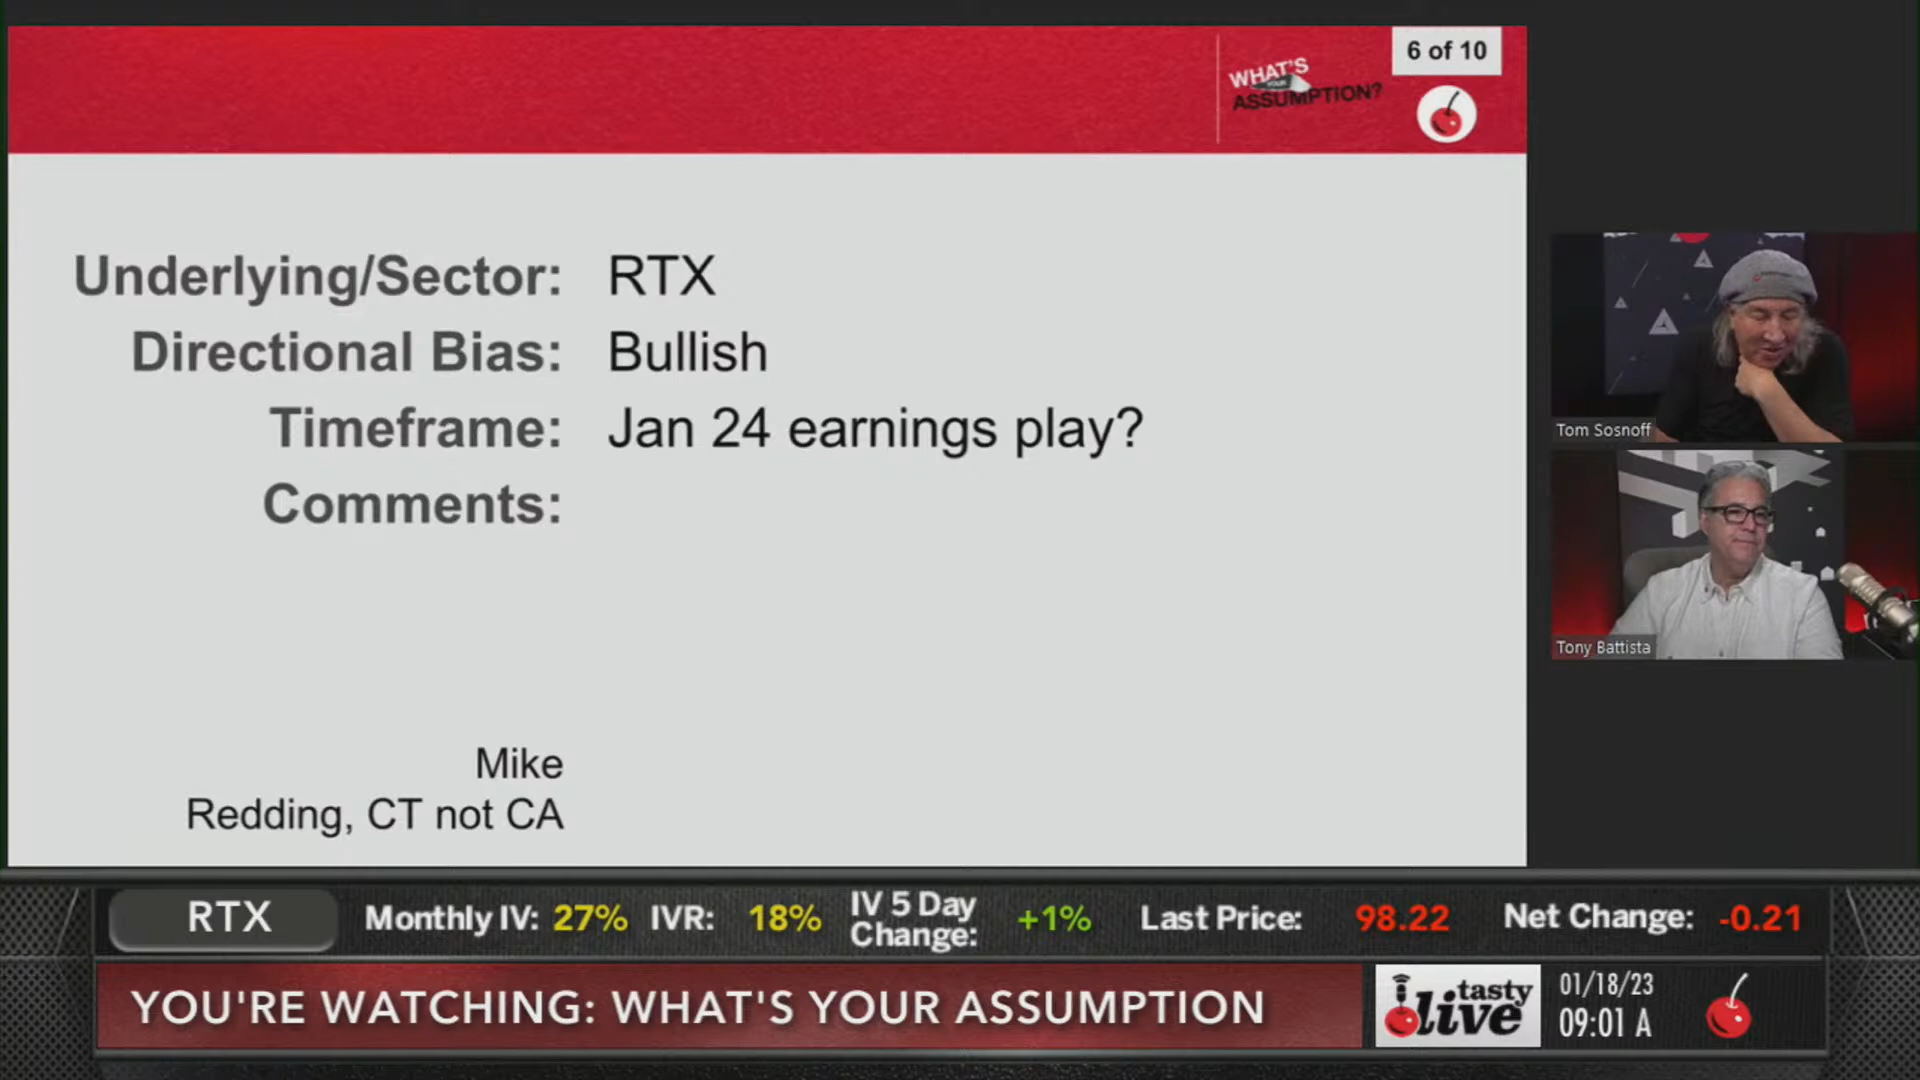 WHAT'S
YOUR
ASSUMPTION?
6 of 10
Underlying/Sector: RTX
Directional Bias: Bullish
Timeframe: Jan 24 earnings play?
Comments:
Mike
Redding, CT not CA
Tom Sosnoff
Tony Battista
RTX
Monthly IV: 27% IVR: 18%
IV 5 Day
Change: +1%
Last Price: 98.22
Net Change: -0.21
YOU'RE WATCHING: WHAT'S YOUR ASSUMPTION
tasty
live
01/18/23
09:01 A